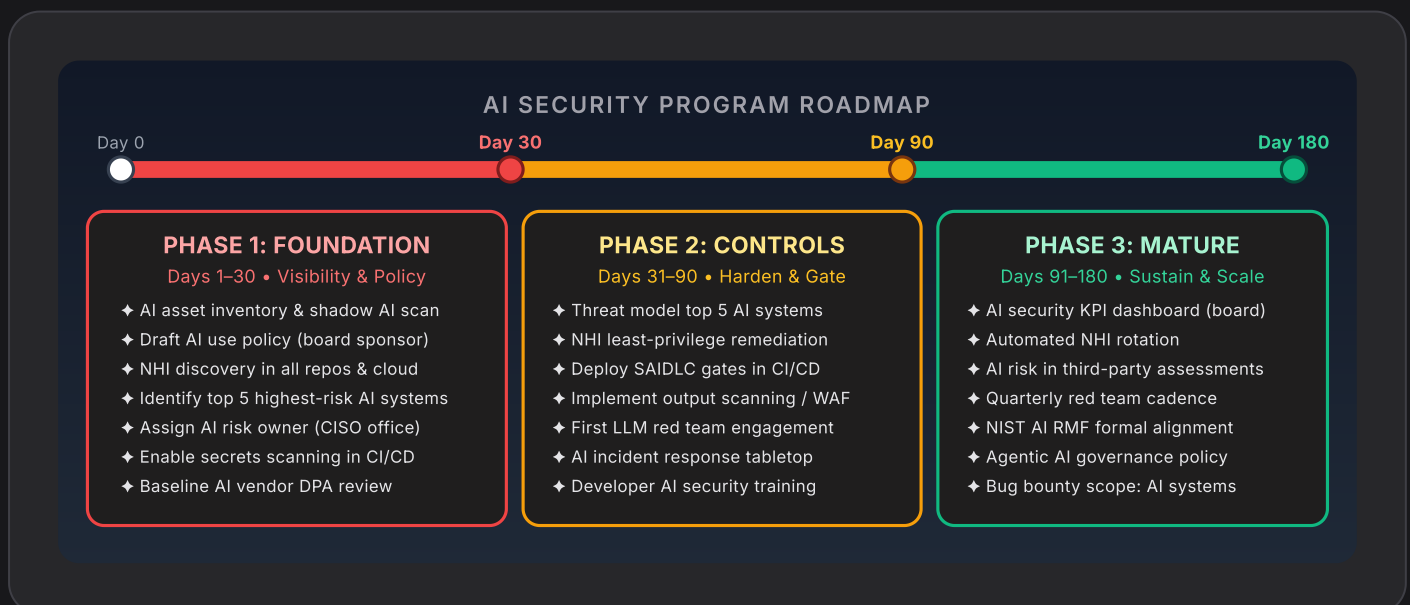 AI SECURITY PROGRAM ROADMAP
Day 0
Day 30
Day 90
Day 180
PHASE 1: FOUNDATION
Days 1–30 • Visibility & Policy
✦ AI asset inventory & shadow AI scan
✦ Draft AI use policy (board sponsor)
✦ NHI discovery in all repos & cloud
✦ Identify top 5 highest-risk AI systems
✦ Assign AI risk owner (CISO office)
✦ Enable secrets scanning in CI/CD
✦ Baseline AI vendor DPA review
PHASE 2: CONTROLS
Days 31–90 • Harden & Gate
✦ Threat model top 5 AI systems
✦ NHI least-privilege remediation
✦ Deploy SAIDLC gates in CI/CD
✦ Implement output scanning / WAF
✦ First LLM red team engagement
✦ AI incident response tabletop
✦ Developer AI security training
PHASE 3: MATURE
Days 91–180 • Sustain & Scale
✦ AI security KPI dashboard (board)
✦ Automated NHI rotation
✦ AI risk in third-party assessments
✦ Quarterly red team cadence
✦ NIST AI RMF formal alignment
✦ Agentic AI governance policy
✦ Bug bounty scope: AI systems